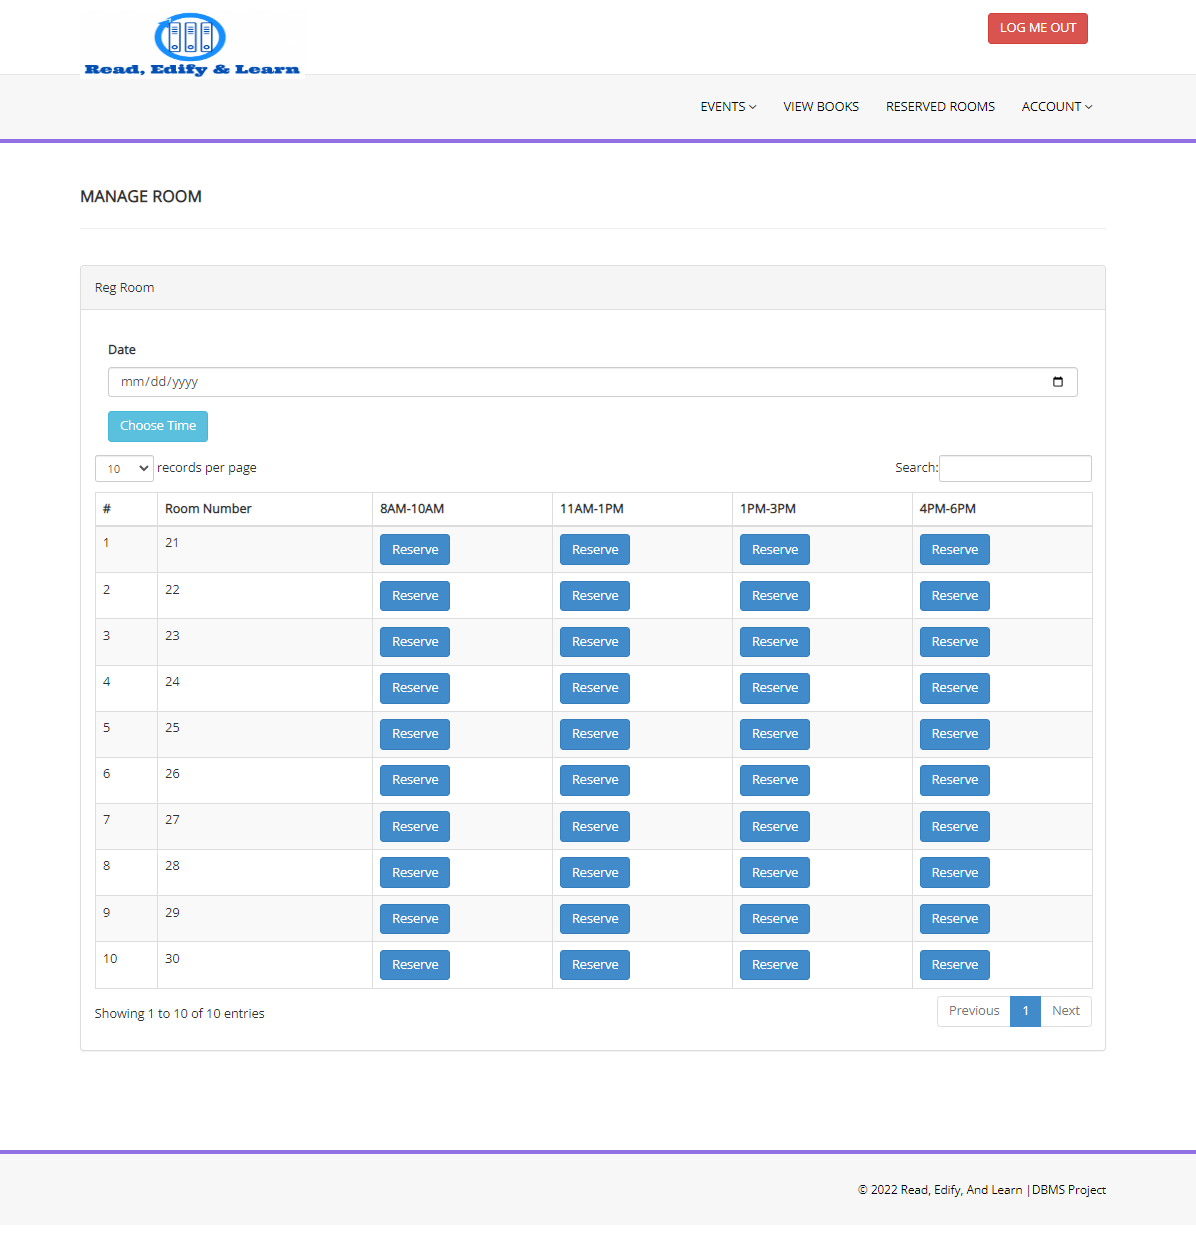 Read, Edify & Learn
LOG ME OUT
EVENTS VIEW BOOKS RESERVED ROOMS ACCOUNT
MANAGE ROOM
Reg Room
Date
mm/dd/yyyy
Choose Time
10 records per page Search:
# Room Number 8AM-10AM 11AM-1PM 1PM-3PM 4PM-6PM
1 21 Reserve Reserve Reserve Reserve
2 22 Reserve Reserve Reserve Reserve
3 23 Reserve Reserve Reserve Reserve
4 24 Reserve Reserve Reserve Reserve
5 25 Reserve Reserve Reserve Reserve
6 26 Reserve Reserve Reserve Reserve
7 27 Reserve Reserve Reserve Reserve
8 28 Reserve Reserve Reserve Reserve
9 29 Reserve Reserve Reserve Reserve
10 30 Reserve Reserve Reserve Reserve
Showing 1 to 10 of 10 entries Previous 1 Next
© 2022 Read, Edify, And Learn |DBMS Project